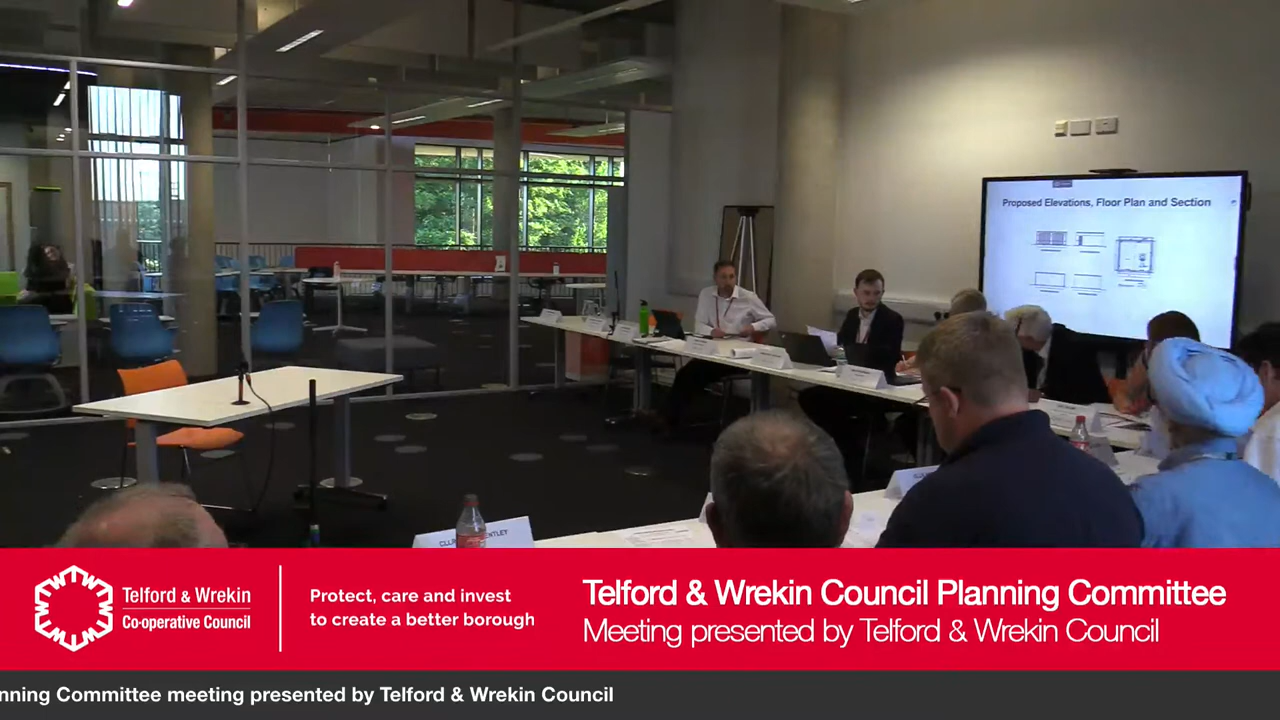 Proposed Elevations, Floor Plan and Section
Telford & Wrekin
Co-operative Council
Protect, care and invest
to create a better borough
Telford & Wrekin Council Planning Committee
Meeting presented by Telford & Wrekin Council
nning Committee meeting presented by Telford & Wrekin Council